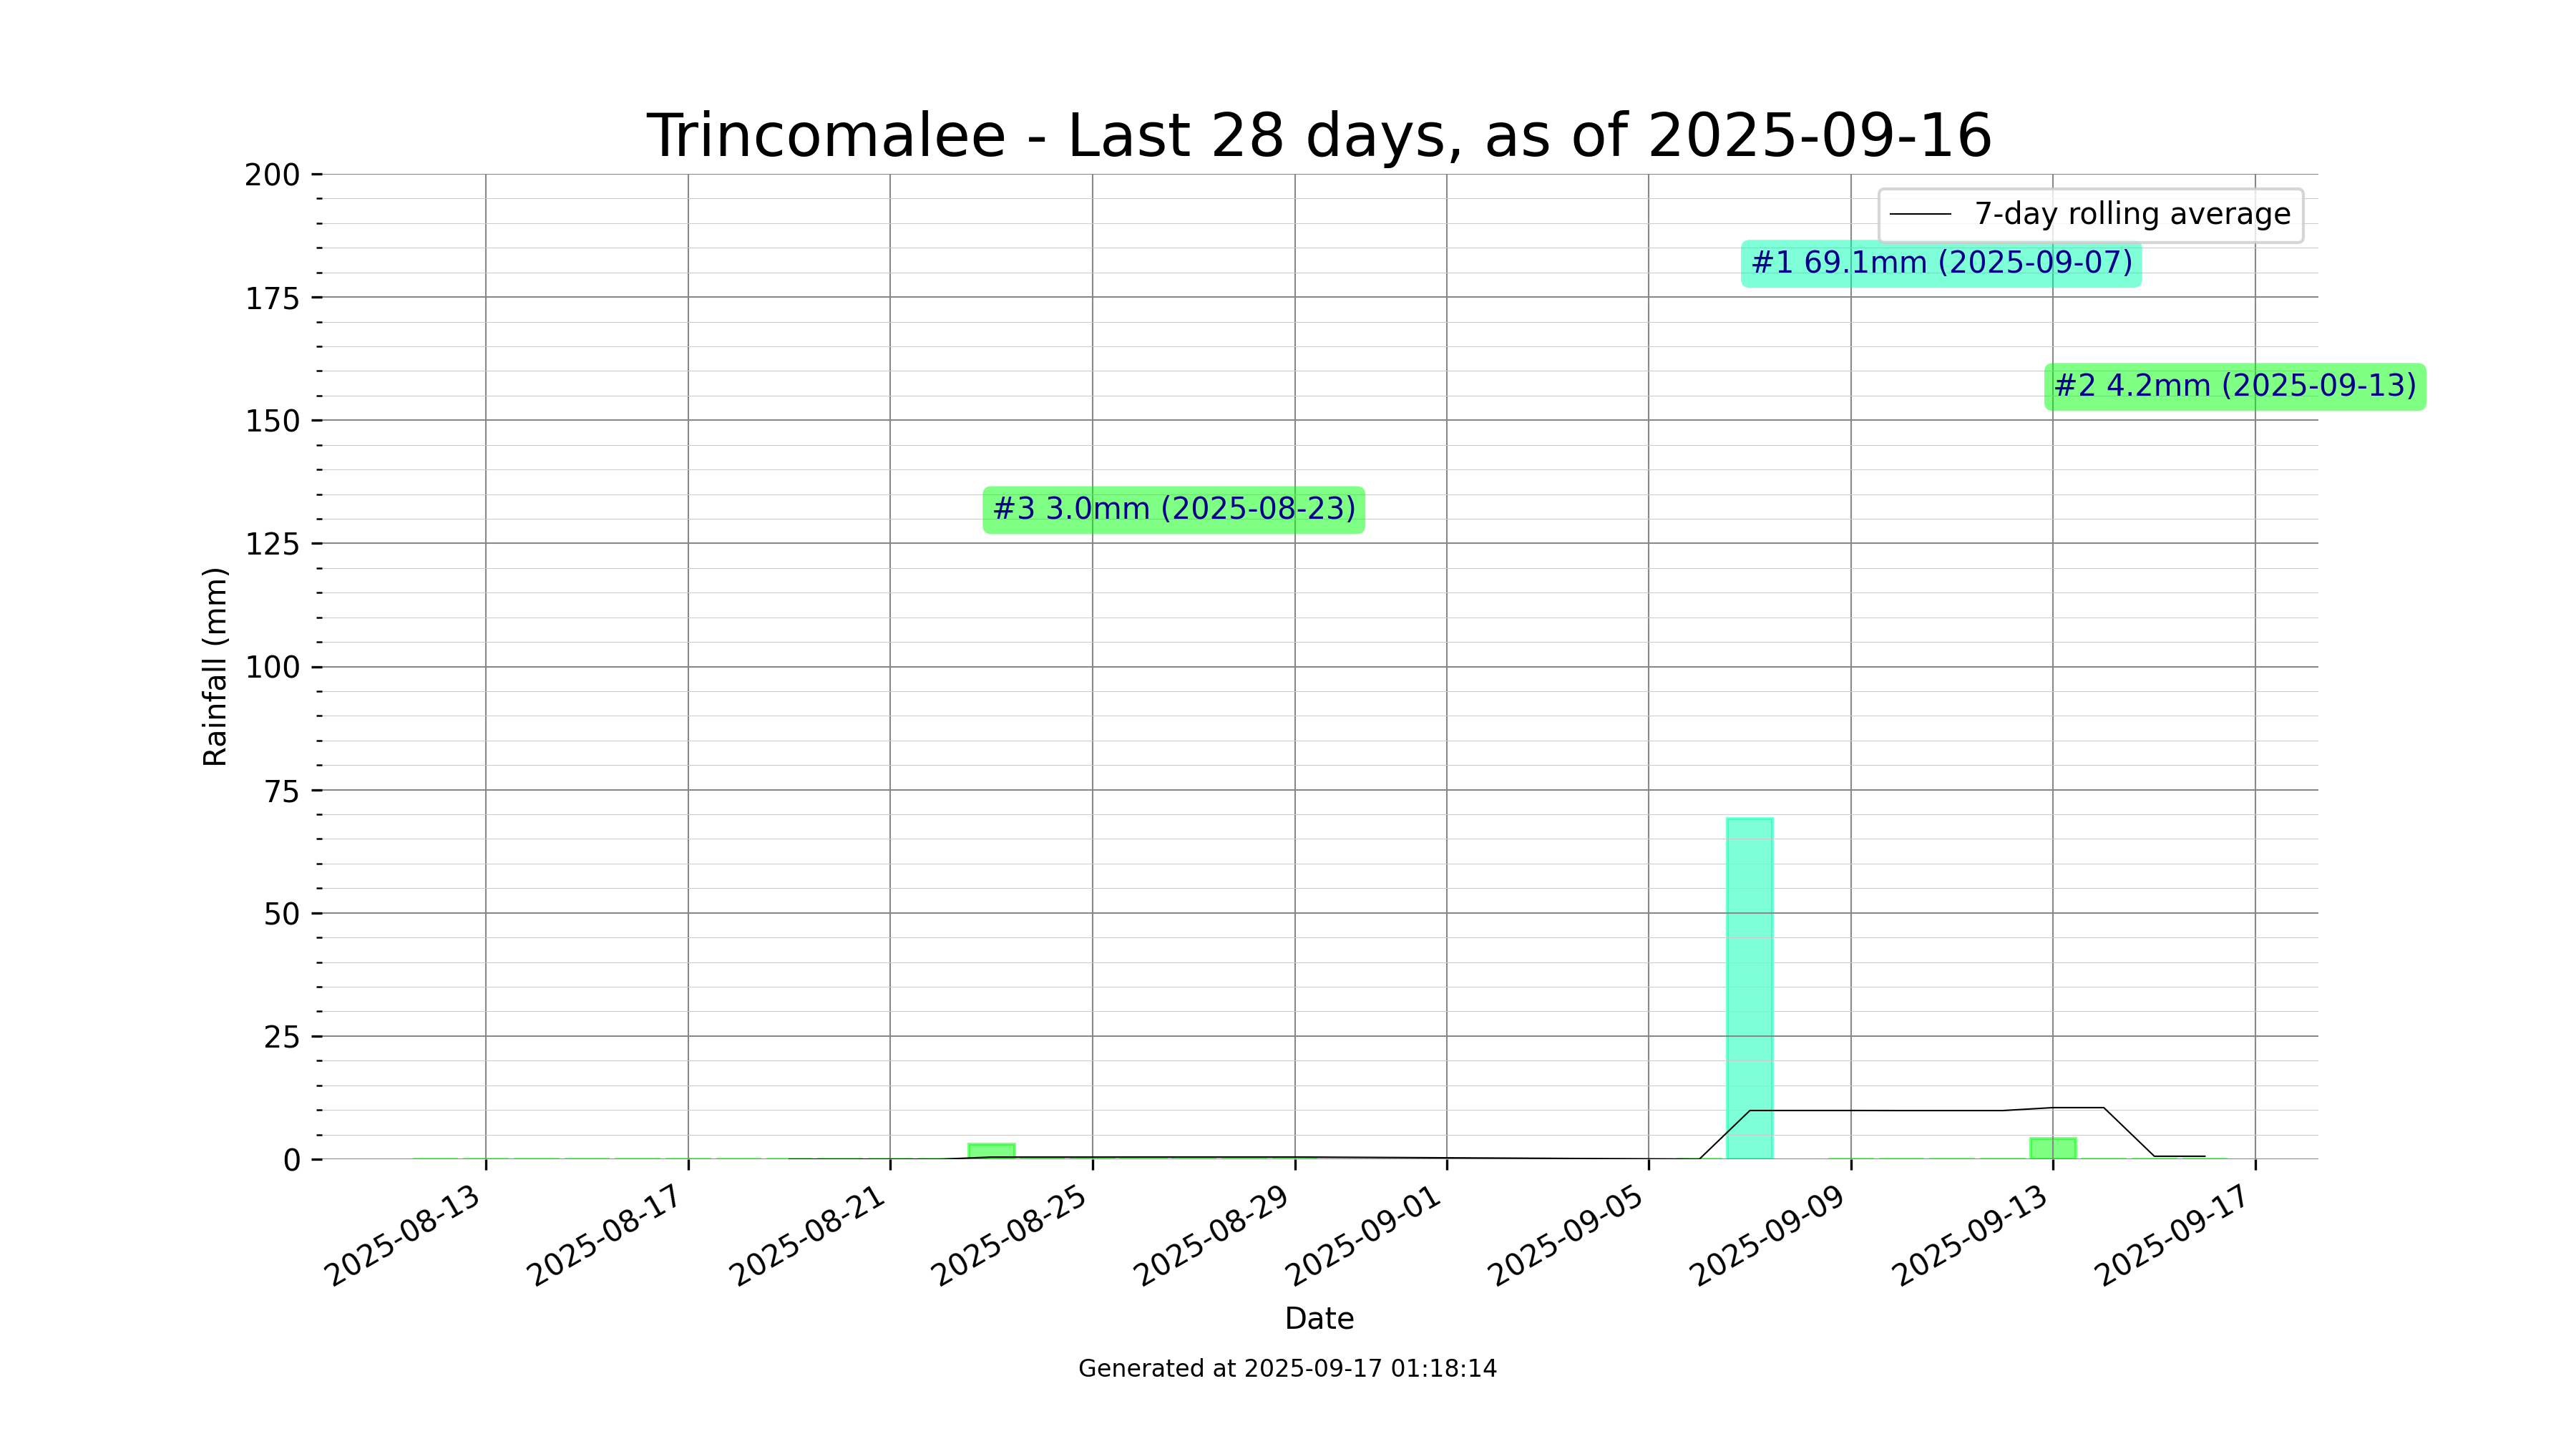 Trincomalee - Last 28 days, as of 2025-09-16
7-day rolling average
#1 69.1mm (2025-09-07)
#2 4.2mm (2025-09-13)
#3 3.0mm (2025-08-23)
Rainfall (mm)
200
175
150
125
100
75
50
25
0
2025-08-13
2025-08-17
2025-08-21
2025-08-25
2025-08-29
2025-09-01
2025-09-05
2025-09-09
2025-09-13
2025-09-17
Date
Generated at 2025-09-17 01:18:14